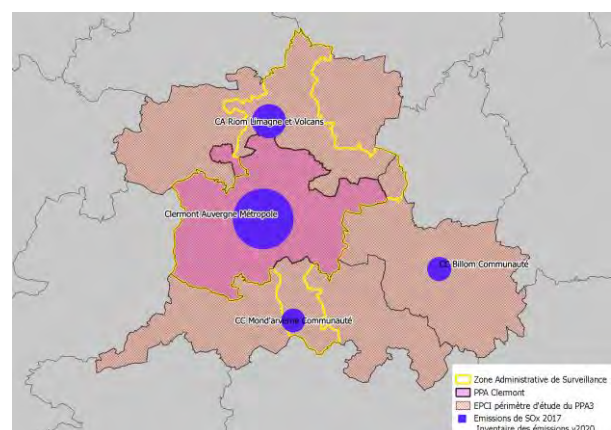 CA Riom Limagne et Volcans
Clermont Auvergne Métropole
CC Billom Communauté
CC Mond'arverne Communauté
Zone Administrative de Surveillance
PPA Clermont
EPCI périmètre d'étude du PPA3
Emissions de SOx 2017
Inventaire des émissions v2020